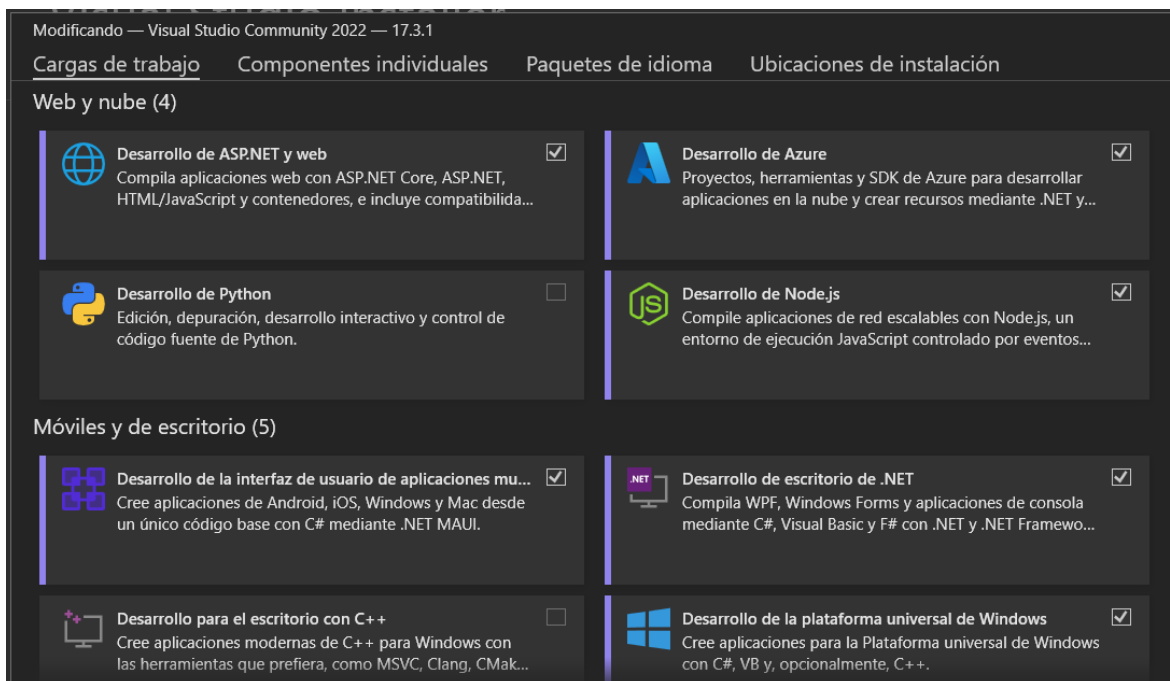 Modificando — Visual Studio Community 2022 — 17.3.1
Cargas de trabajo Componentes individuales Paquetes de idioma Ubicaciones de instalación
Web y nube (4)
Desarrollo de ASP.NET y web
Compila aplicaciones web con ASP.NET Core, ASP.NET,
HTML/JavaScript y contenedores, e incluye compatibilida...
Desarrollo de Azure
Proyectos, herramientas y SDK de Azure para desarrollar
aplicaciones en la nube y crear recursos mediante .NET y...
Desarrollo de Python
Edición, depuración, desarrollo interactivo y control de
código fuente de Python.
JS
Desarrollo de Node.js
Compile aplicaciones de red escalables con Node.js, un
entorno de ejecución JavaScript controlado por eventos...
Móviles y de escritorio (5)
Desarrollo de la interfaz de usuario de aplicaciones mu...
Cree aplicaciones de Android, iOS, Windows y Mac desde
un único código base con C# mediante .NET MAUI.
.NET
Desarrollo de escritorio de .NET
Compila WPF, Windows Forms y aplicaciones de consola
mediante C#, Visual Basic y F# con .NET y .NET Framewo...
Desarrollo para el escritorio con C++
Cree aplicaciones modernas de C++ para Windows con
las herramientas que prefiera, como MSVC, Clang, CMak...
Desarrollo de la plataforma universal de Windows
Cree aplicaciones para la Plataforma universal de Windows
con C#, VB y, opcionalmente, C++.